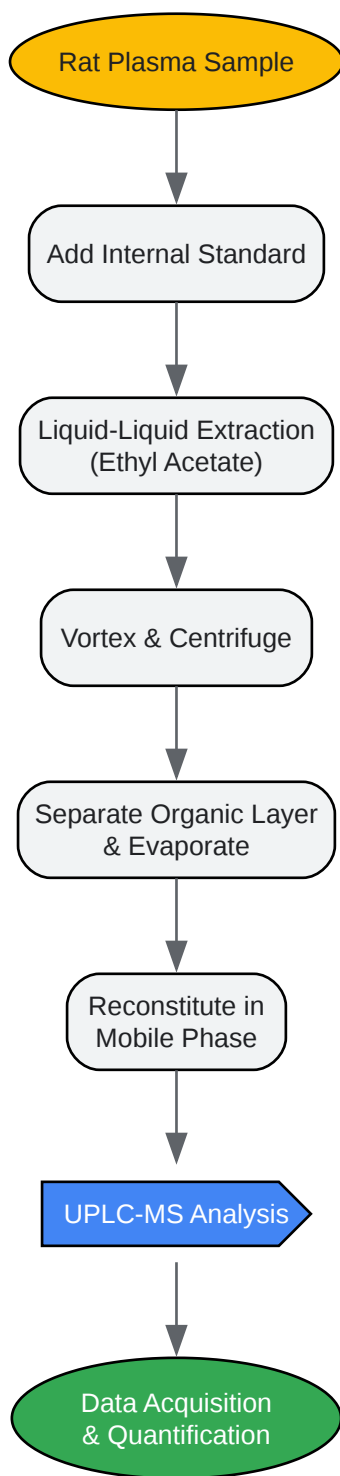 Rat Plasma Sample
Add Internal Standard
Liquid-Liquid Extraction
(Ethyl Acetate)
Vortex & Centrifuge
Separate Organic Layer
& Evaporate
Reconstitute in
Mobile Phase
UPLC-MS Analysis
Data Acquisition
& Quantification